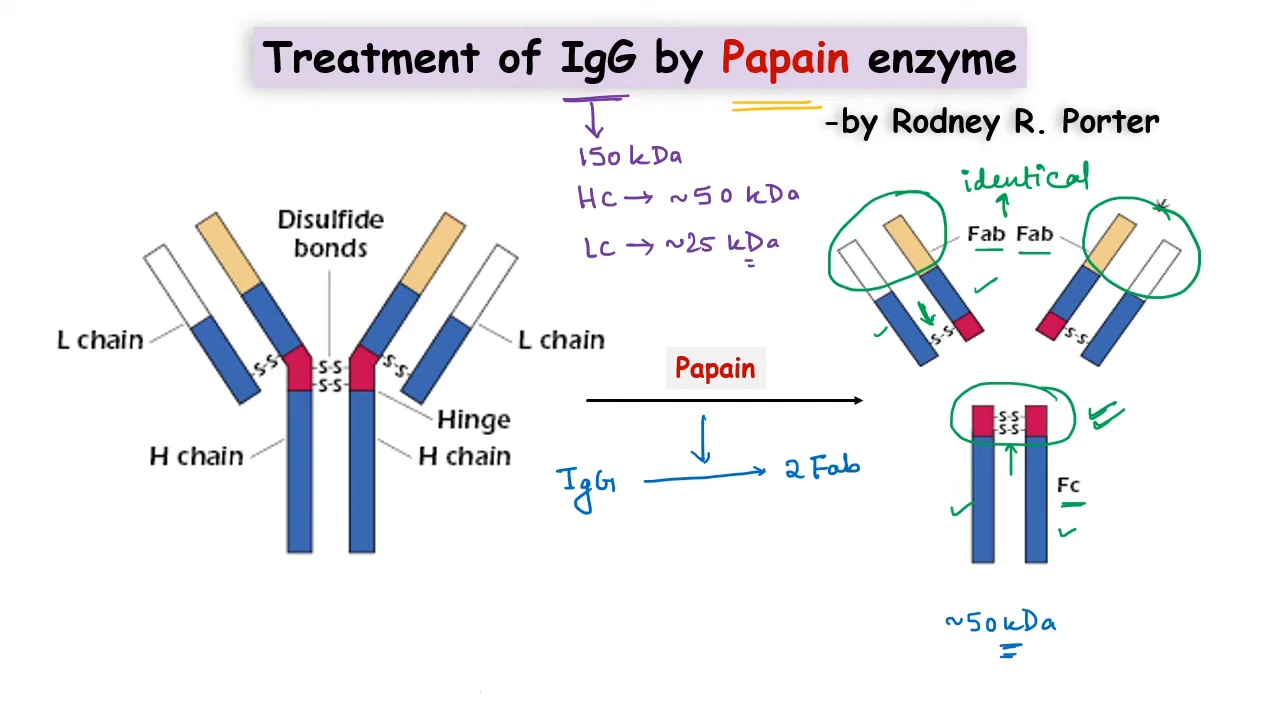 Treatment of IgG by Papain enzyme
-by Rodney R. Porter
150 kDa
HC → ~50 kDa
LC → ~25 kDa
Disulfide
bonds
L chain
L chain
S-S
S-S
S-S
S-S
Hinge
H chain
H chain
Papain
IgG → 2 Fab
identical
Fab Fab
S-S
S-S
S-S
S-S
Fc
~50 kDa